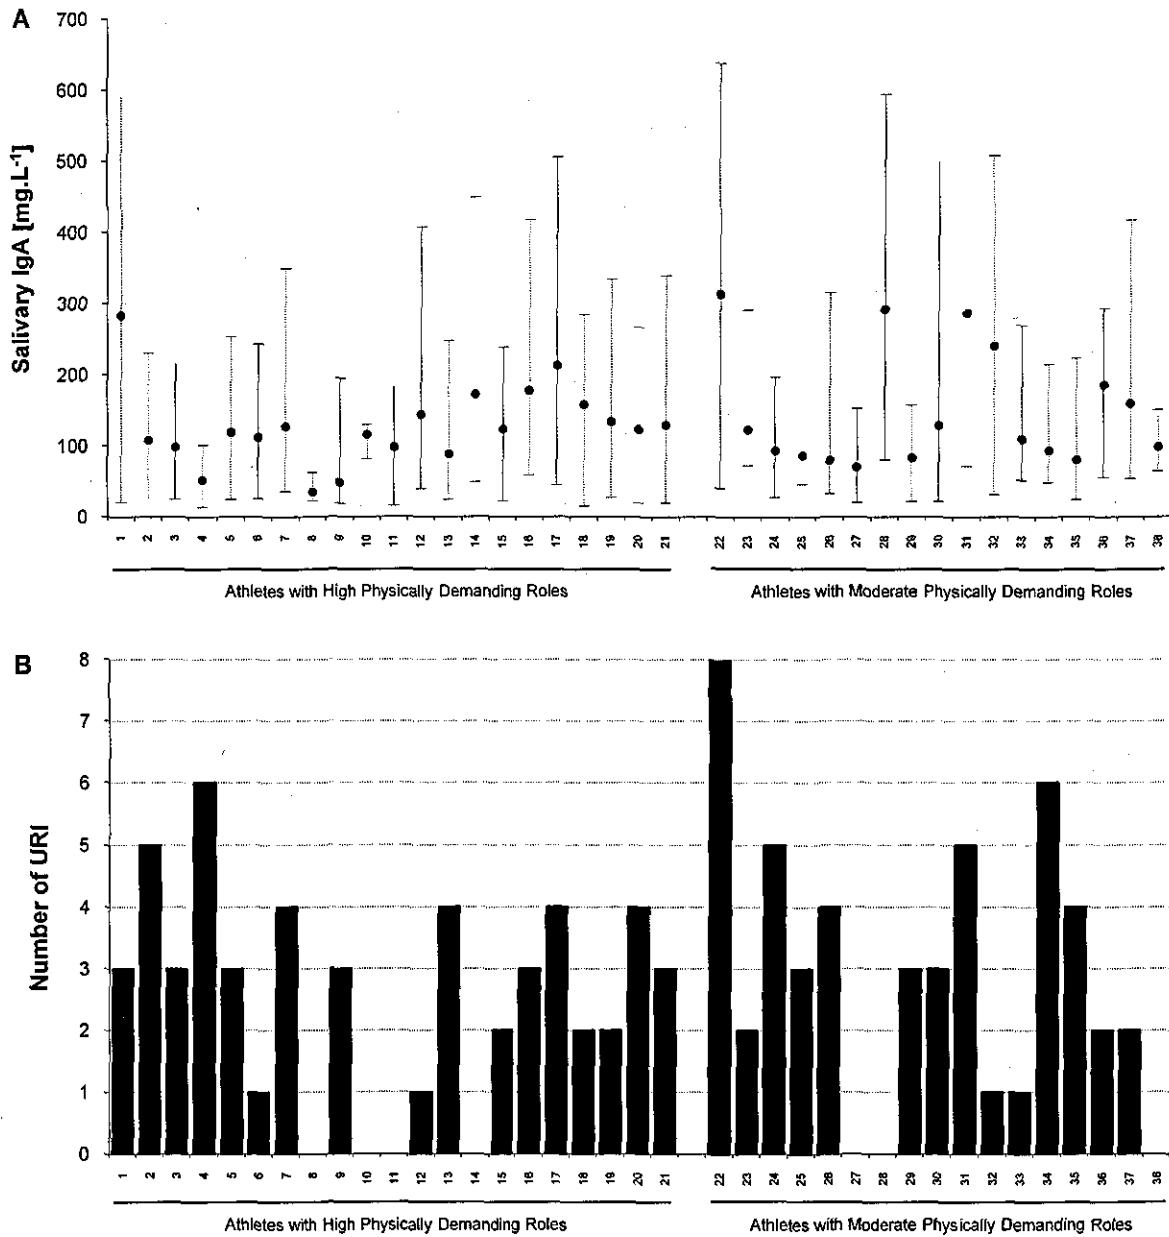 A
700
600
500
400
300
200
100
0
Salivary IgA [mg.L-1]
1 2 3 4 5 6 7 8 9 10 11 12 13 14 15 16 17 18 19 20 21 22 23 24 25 26 27 28 29 30 31 32 33 34 35 36 37 38
Athletes with High Physically Demanding Roles Athletes with Moderate Physically Demanding Roles
B
8
7
6
5
4
3
2
1
0
Number of URI
1 2 3 4 5 6 7 8 9 10 11 12 13 14 15 16 17 18 19 20 21 22 23 24 25 26 27 28 29 30 31 32 33 34 35 36 37 38
Athletes with High Physically Demanding Roles Athletes with Moderate Physically Demanding Roles